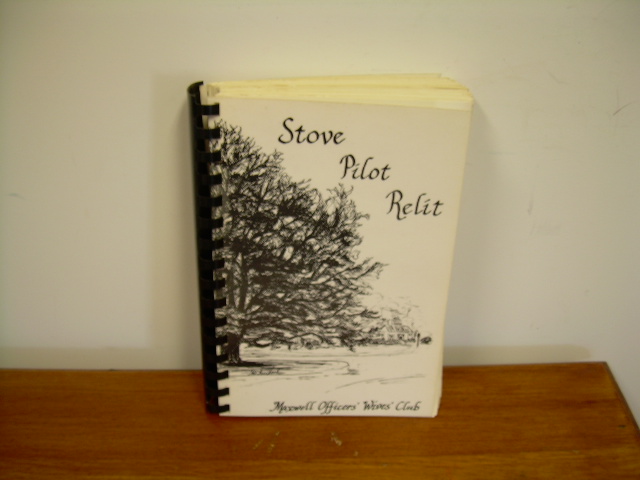 Stove
Pilot
Relit
Maxwell Officers' Wives' Club